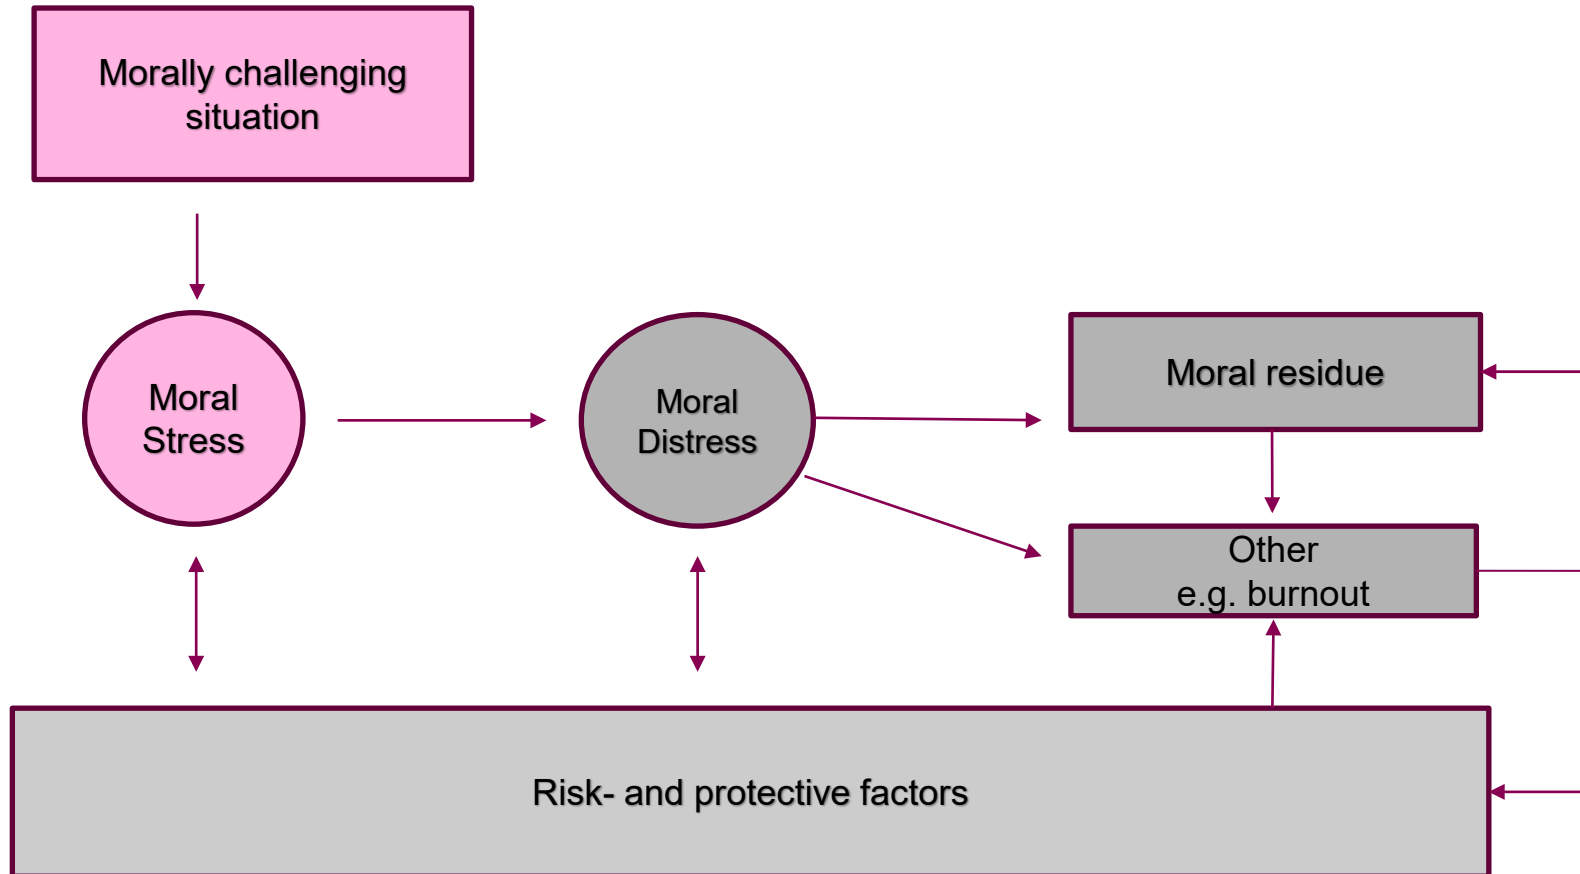 Morally challenging
situation
Moral
Stress
Moral
Distress
Moral residue
Other
e.g. burnout
Risk- and protective factors